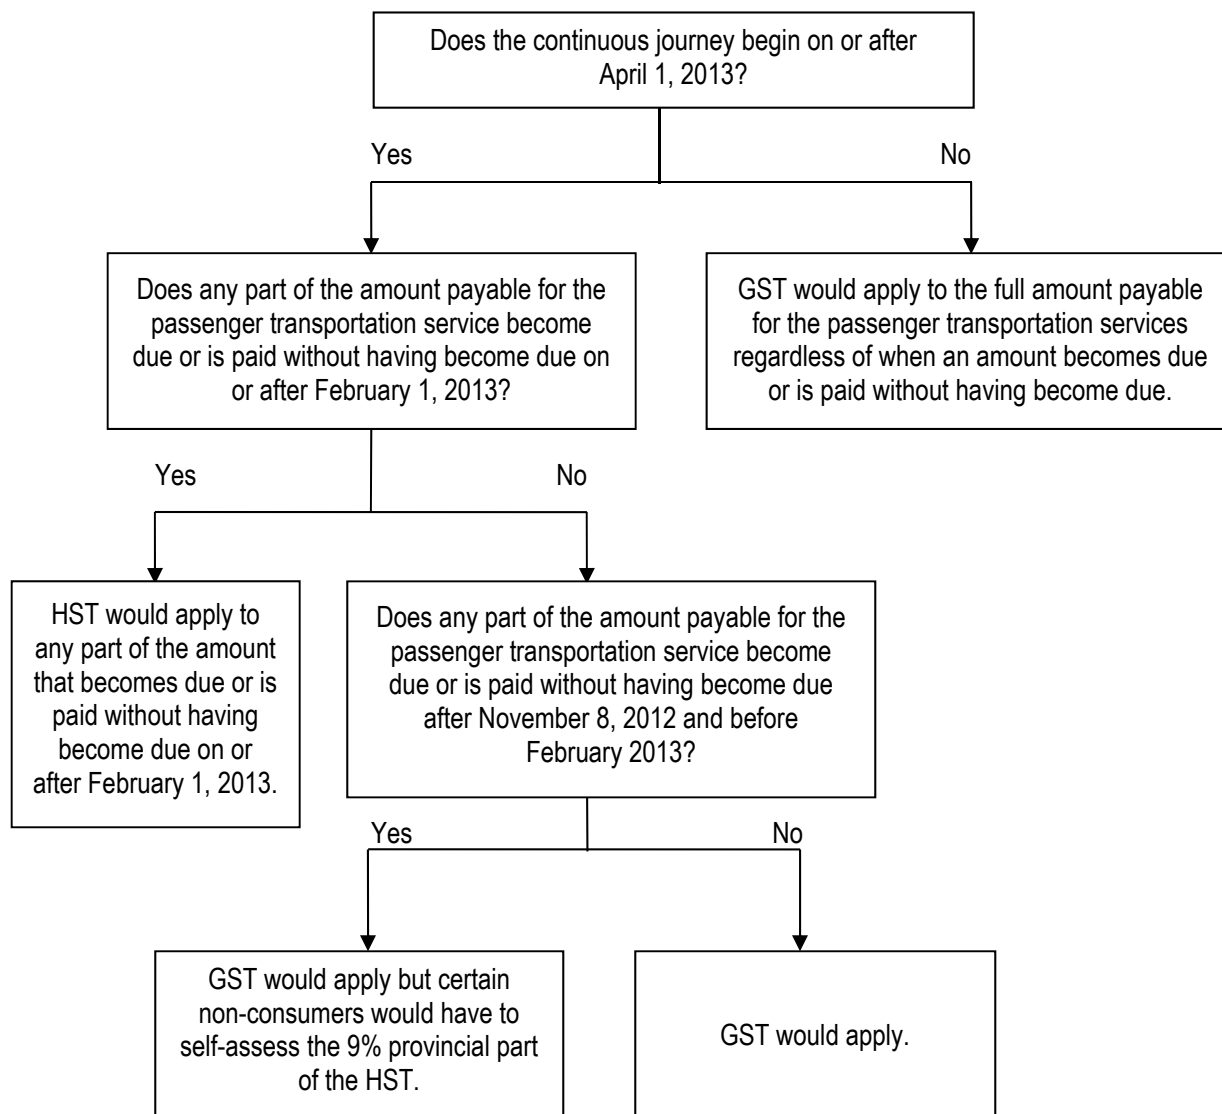 Does the continuous journey begin on or after
April 1, 2013?
Yes
No
Does any part of the amount payable for the
passenger transportation service become
due or is paid without having become due on
or after February 1, 2013?
GST would apply to the full amount payable
for the passenger transportation services
regardless of when an amount becomes due
or is paid without having become due.
Yes
No
HST would apply to
any part of the amount
that becomes due or is
paid without having
become due on or
after February 1, 2013.
Does any part of the amount payable for the
passenger transportation service become
due or is paid without having become due
after November 8, 2012 and before
February 2013?
Yes
No
GST would apply but certain
non-consumers would have to
self-assess the 9% provincial part
of the HST.
GST would apply.